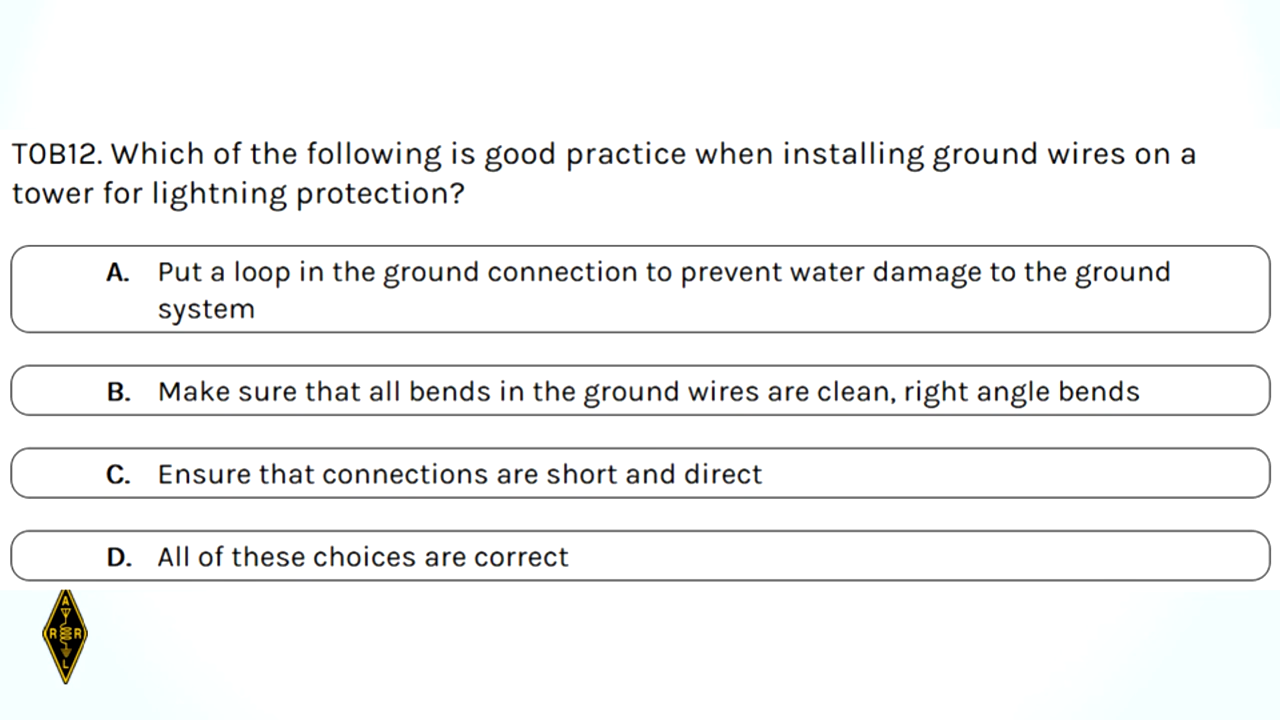 T0B12. Which of the following is good practice when installing ground wires on a
tower for lightning protection?
A. Put a loop in the ground connection to prevent water damage to the ground
system
B. Make sure that all bends in the ground wires are clean, right angle bends
C. Ensure that connections are short and direct
D. All of these choices are correct
A
R R
L